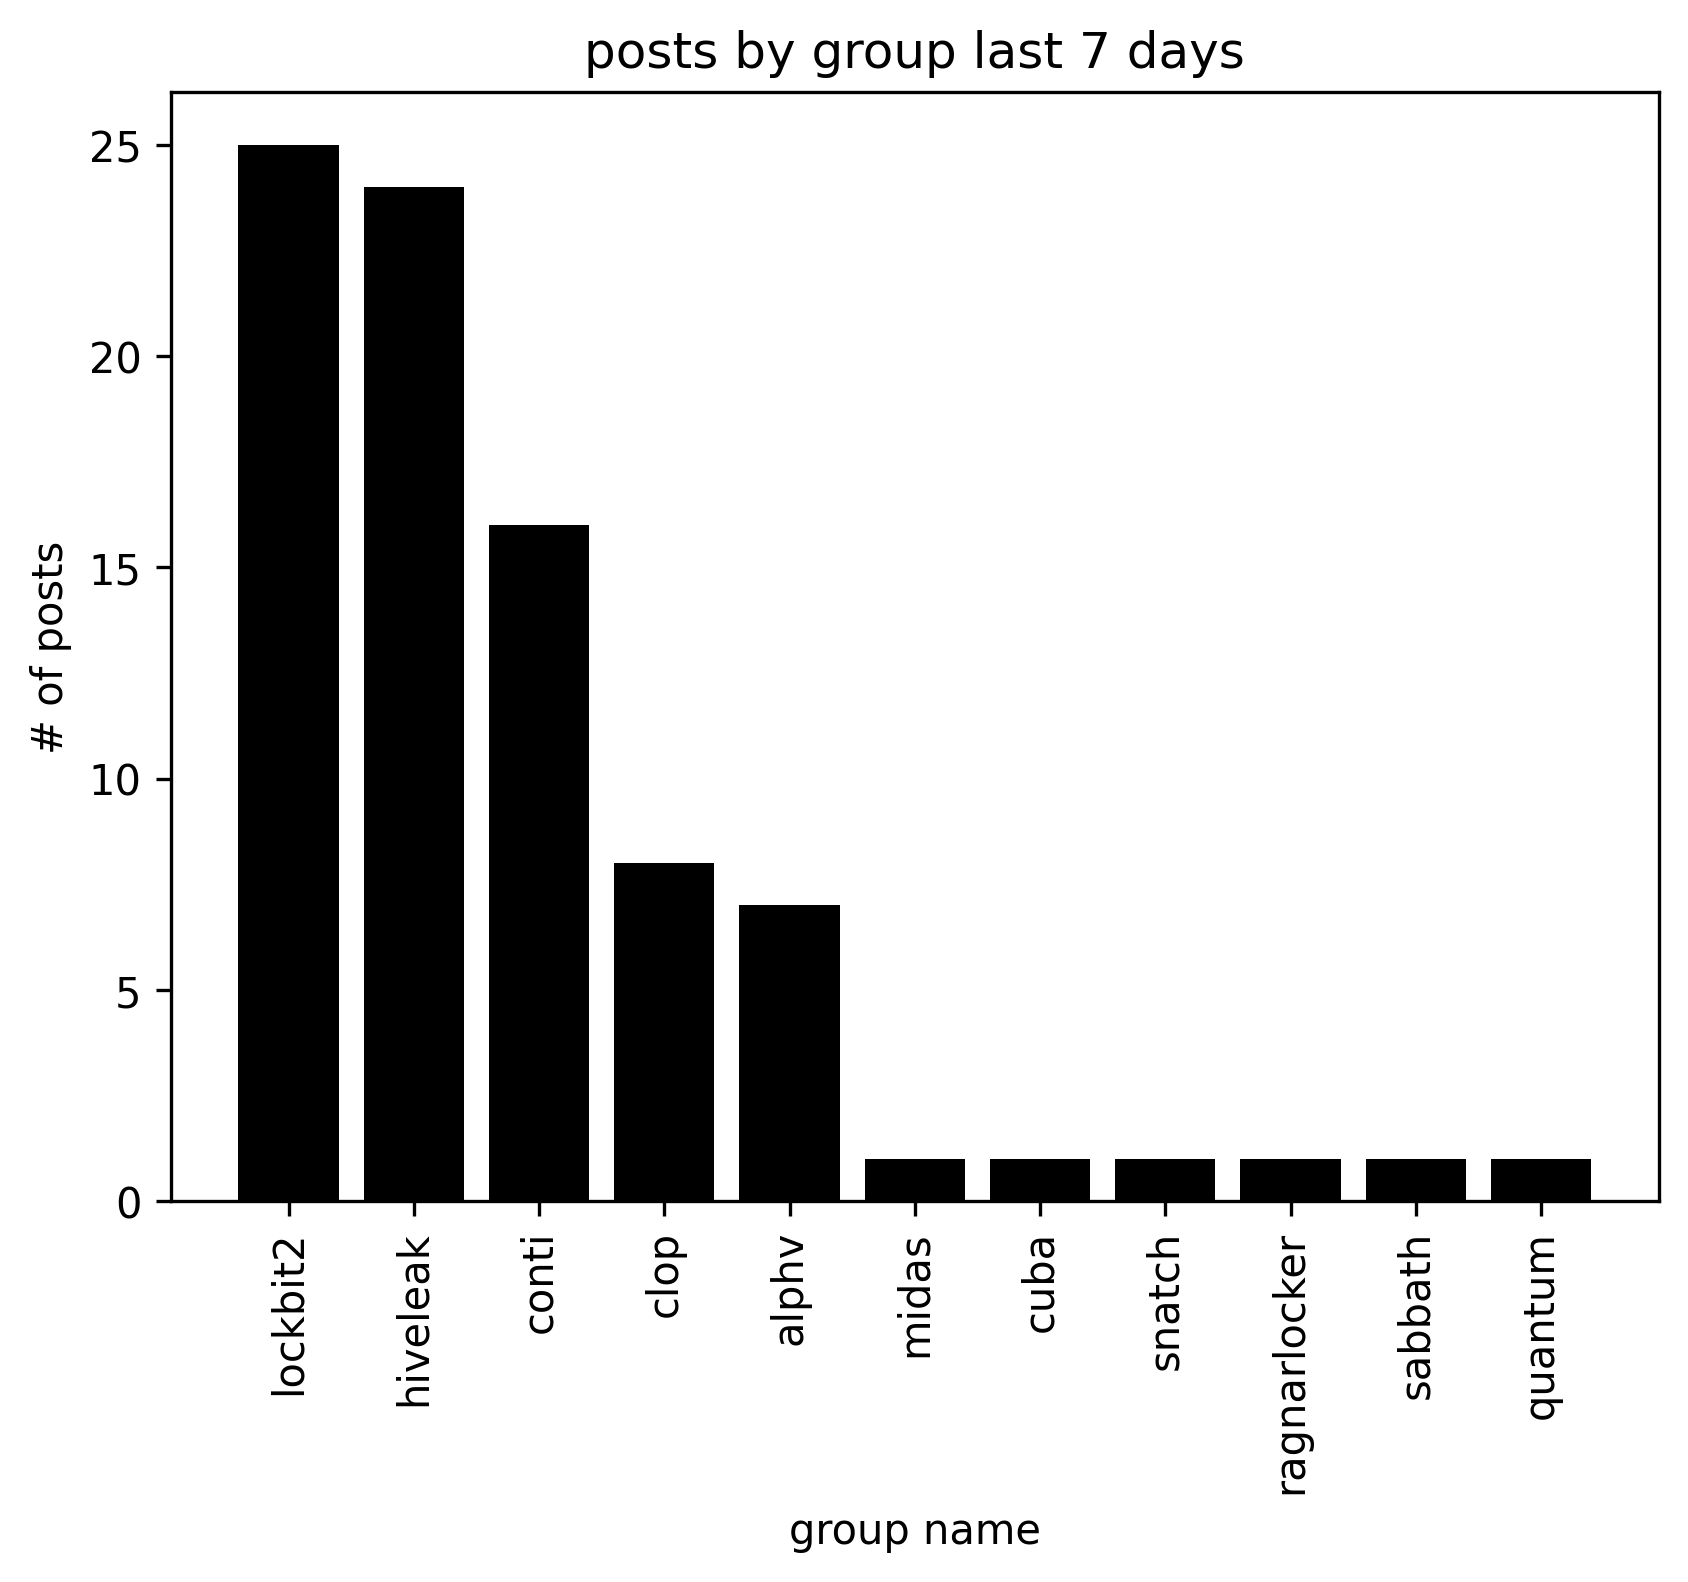 posts by group last 7 days
# of posts
25
20
15
10
5
0
lockbit2
hiveleak
conti
clop
alphv
midas
cuba
snatch
ragnarlocker
sabbath
quantum
group name